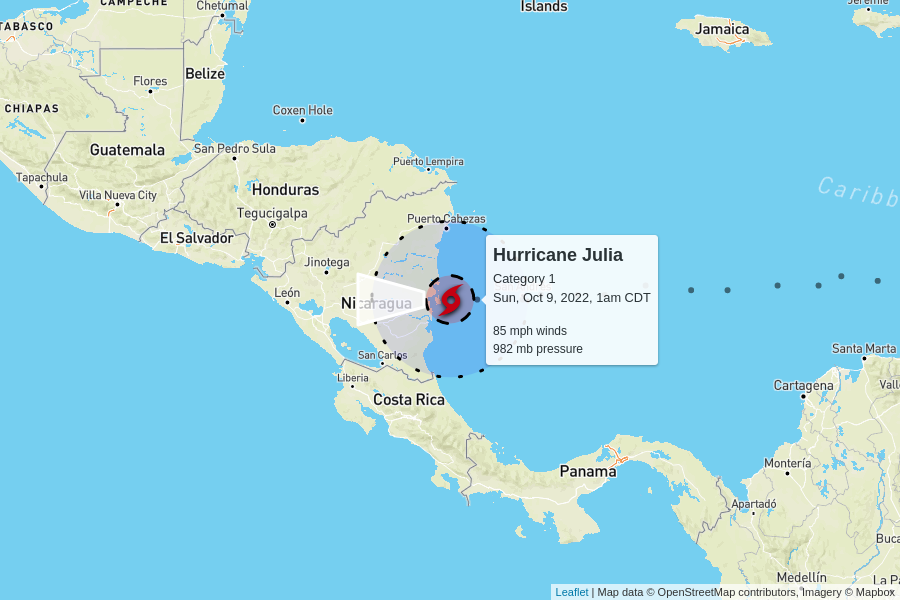 CAMPECHE
Chetumal
Islands
Jamaica
Jérémie
TABASCO
Belize
Flores
CHIAPAS
Coxen Hole
Guatemala
San Pedro Sula
Puerto Lempira
Tapachula
Villa Nueva City
Honduras
Caribb
Tegucigalpa
El Salvador
Puerto Cabezas
Jinotega
León
Nicaragua
Hurricane Julia
Category 1
Sun, Oct 9, 2022, 1am CDT
85 mph winds
982 mb pressure
San Carlos
Liberia
Costa Rica
Santa Marta
Cartagena
Vall
Panama
Montería
Apartadó
Buca
Medellín
La Pa
Leaflet | Map data © OpenStreetMap contributors, Imagery © Mapbox